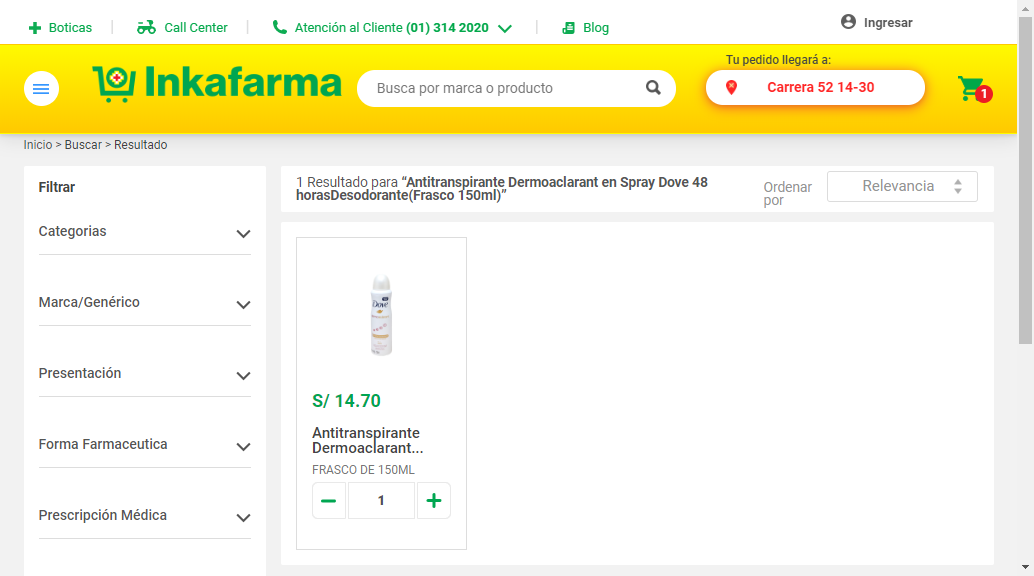 Boticas
Call Center
Atención al Cliente (01) 314 2020
Blog
Ingresar
Inkafarma
Busca por marca o producto
Tu pedido llegará a:
Carrera 52 14-30
1
Inicio > Buscar > Resultado
Filtrar
Categorias
Marca/Genérico
Presentación
Forma Farmaceutica
Prescripción Médica
1 Resultado para “Antitranspirante Dermoaclarant en Spray Dove 48
horasDesodorante(Frasco 150ml)”
Ordenar
por
Relevancia
Dove
S/ 14.70
Antitranspirante
Dermoaclarant...
FRASCO DE 150ML
1